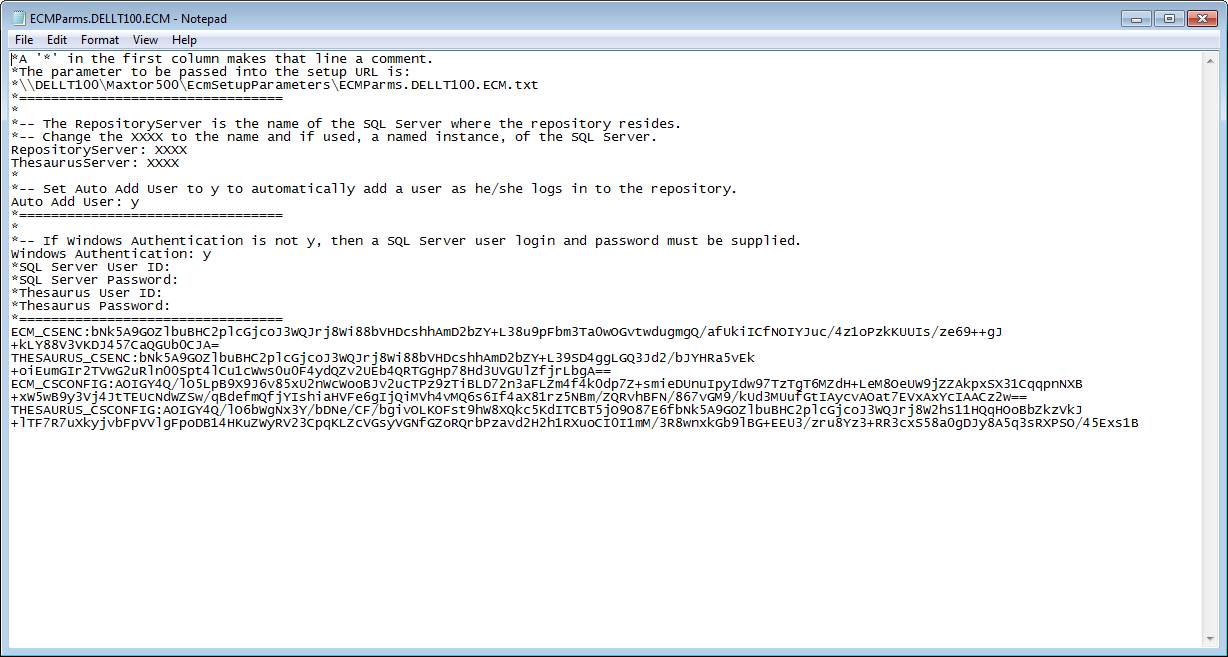 ECMParms.DELLT100.ECM - Notepad
File Edit Format View Help
*A '*' in the first column makes that line a comment.
*The parameter to be passed into the setup URL is:
*\\DELLT100\Maxtor500\EcmSetupParameters\ECMParms.DELLT100.ECM.txt
*=================================
*
*-- The RepositoryServer is the name of the SQL Server where the repository resides.
*-- Change the XXXX to the name and if used, a named instance, of the SQL Server.
RepositoryServer: XXXX
ThesaurusServer: XXXX
*
*-- Set Auto Add User to y to automatically add a user as he/she logs in to the repository.
Auto Add User: y
*=================================
*
*-- If Windows Authentication is not y, then a SQL Server user login and password must be supplied.
Windows Authentication: y
*SQL Server User ID:
*SQL Server Password:
*Thesaurus User ID:
*Thesaurus Password:
*=================================
ECM_CSENC:bNk5A9GOZlbuBHC2plcGjcoJ3WQJrj8Wi88bVHDcshhAmD2bZY+L38u9pFbm3Ta0wOGvtwdugmgQ/afUkiICfNOIYJuc/4z1oPzkKUUIs/ze69++gJ
+kLY88V3VKDJ457CaQGUbOCJA=
THESAURUS_CSENC:bNk5A9GOZlbuBHC2plcGjcoJ3WQJrj8Wi88bVHDcshhAmD2bZY+L39SD4ggLGQ3Jd2/bJYHRa5vEk
+oiEumGIr2TVwG2uRln00Spt4lCu1cWws0u0F4ydQZv2UEb4QRTGgHp78Hd3UVGUlZfjrLbgA==
ECM_CSCONFIG:AOIGY4Q/lO5LpB9X9J6v85xU2nWcWooBJv2ucTPz9zTiBLD72n3aFLZm4f4kOdp7Z+smieDUnuIpyIdw97TzTgT6MZdH+LeM8OeUW9jZZAkpxSX31CqqpnNXB
+xW5wB9y3Vj4JtTEUcNdWZSw/qBdefmQfjYIshiaHVFe6gIjQiMVh4vMQ6s6If4aX81rz5NBm/ZQRvhBFN/867vGM9/kUd3MUufGtIAycvAOat7EVxAxYcIAACz2w==
THESAURUS_CSCONFIG:AOIGY4Q/lO6bWgNx3Y/bDNe/CF/bgivOLKOFst9hW8XQkc5KdITCBT5jO9O87E6fbNk5A9GOZlbuBHC2plcGjcoJ3WQJrj8W2hs11HQqHOoBbZkzVkJ
+lTF7R7uXkyjvbFpVVlgFpoDB14HKuZWyRV23CpqKLZcVGsyVGNfGZoRQrbPzavd2H2h1RXuoCI0I1mM/3R8wnxkGb9lBG+EEU3/zru8Yz3+RR3cxS58a0gDJy8A5q3sRXPSO/45Exs1B